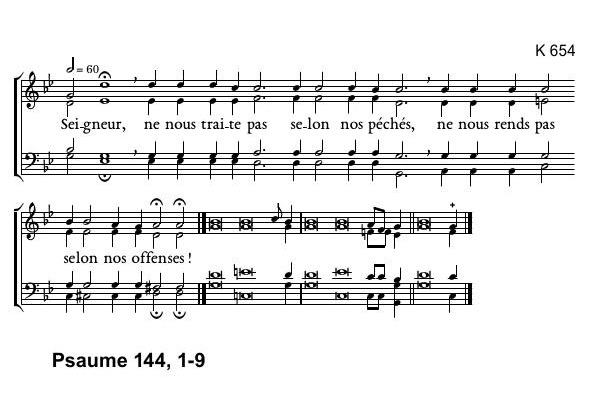 K 654
= 60
Sei-gneur, ne nous trai-te pas se-lon nos péchés, ne nous rends pas
selon nos offenses !
Psaume 144, 1-9